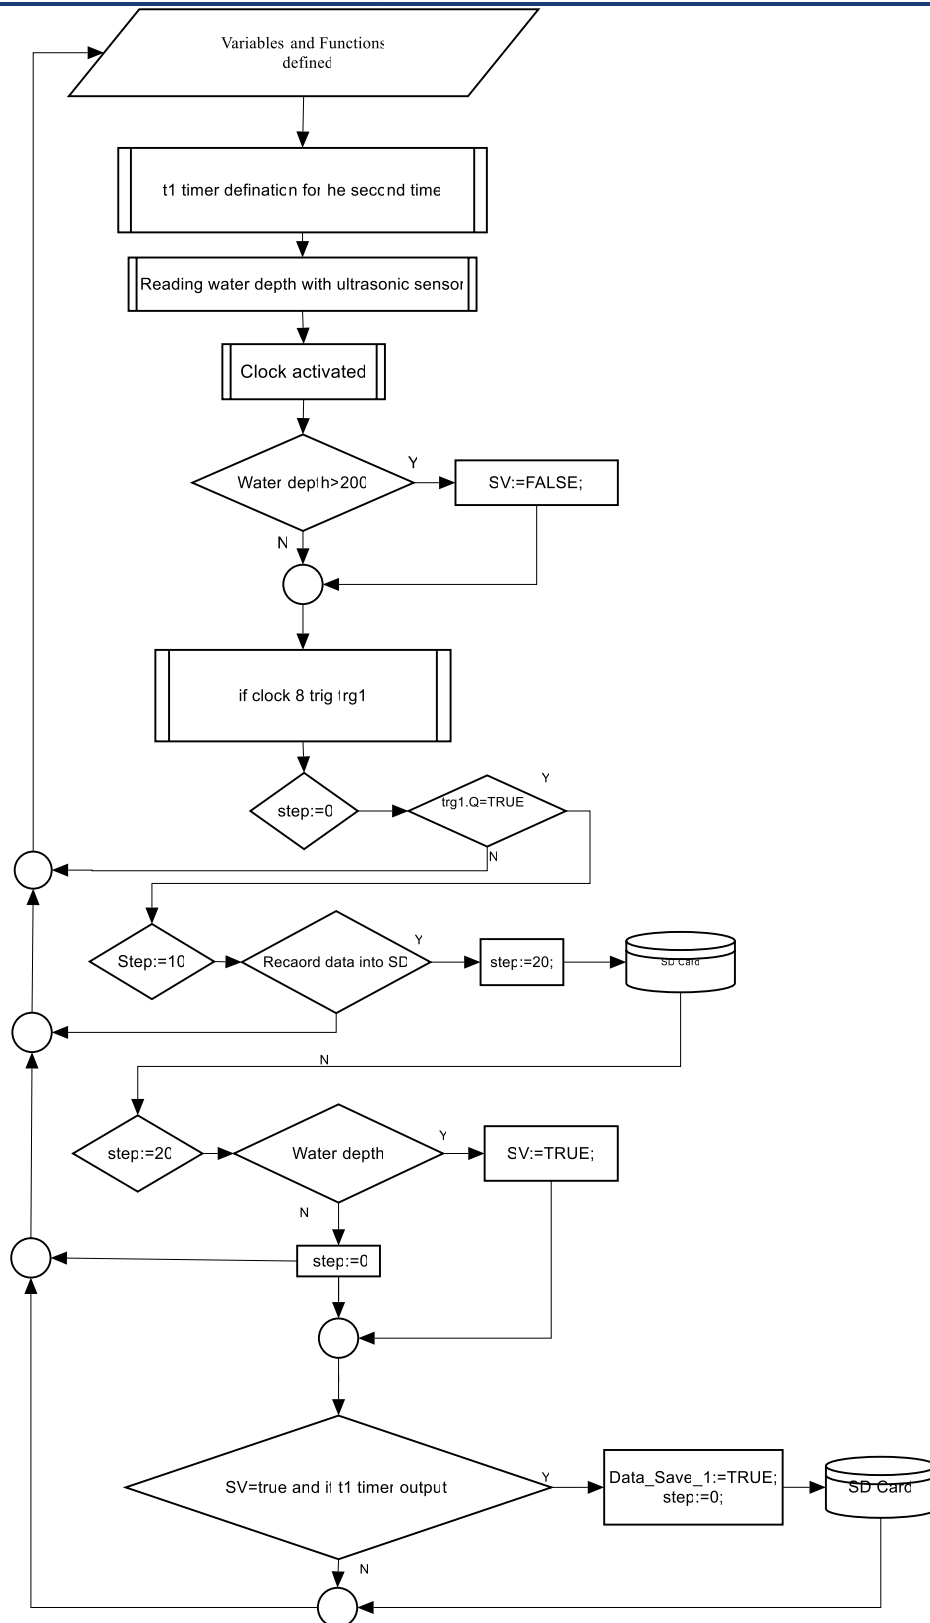 Variables and Functions
defined
t1 timer defination for he second time
Reading water depth with ultrasonic sensor
Clock activated
Water depth>200
Y
SV:=FALSE;
N
if clock 8 trig trg1
Y
step:=0
trg1.Q=TRUE
N
Y
Step:=10
Recaord data into SD
step:=20;
SD Card
N
Y
step:=20
Water depth
SV:=TRUE;
N
step:=0
Y
SV=true and if t1 timer output
Data_Save_1:=TRUE;
step:=0;
SD Card
N